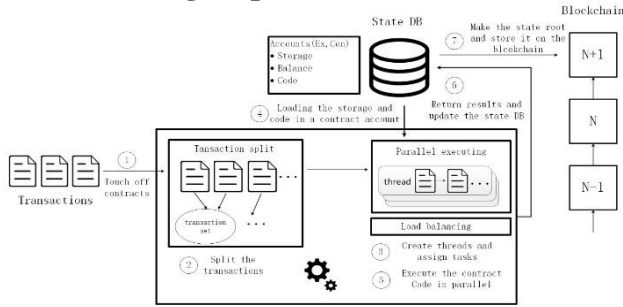 State DB
Blockchain
Accounts(Ex, Con)
• Storage
• Balance
• Code
7
Make the state root
and store it on the
blcokchain
N+1
N
N-1
4
Loading the storage and
code in a contract account
6
Return results and
update the state DB
Transactions
1
Touch off
contracts
Tansaction split
...
transaction
set
...
2
Split the
transactions
Parallel executing
thread
...
Load balancing
3
Create threads and
assign tasks
5
Execute the contract
Code in parallel